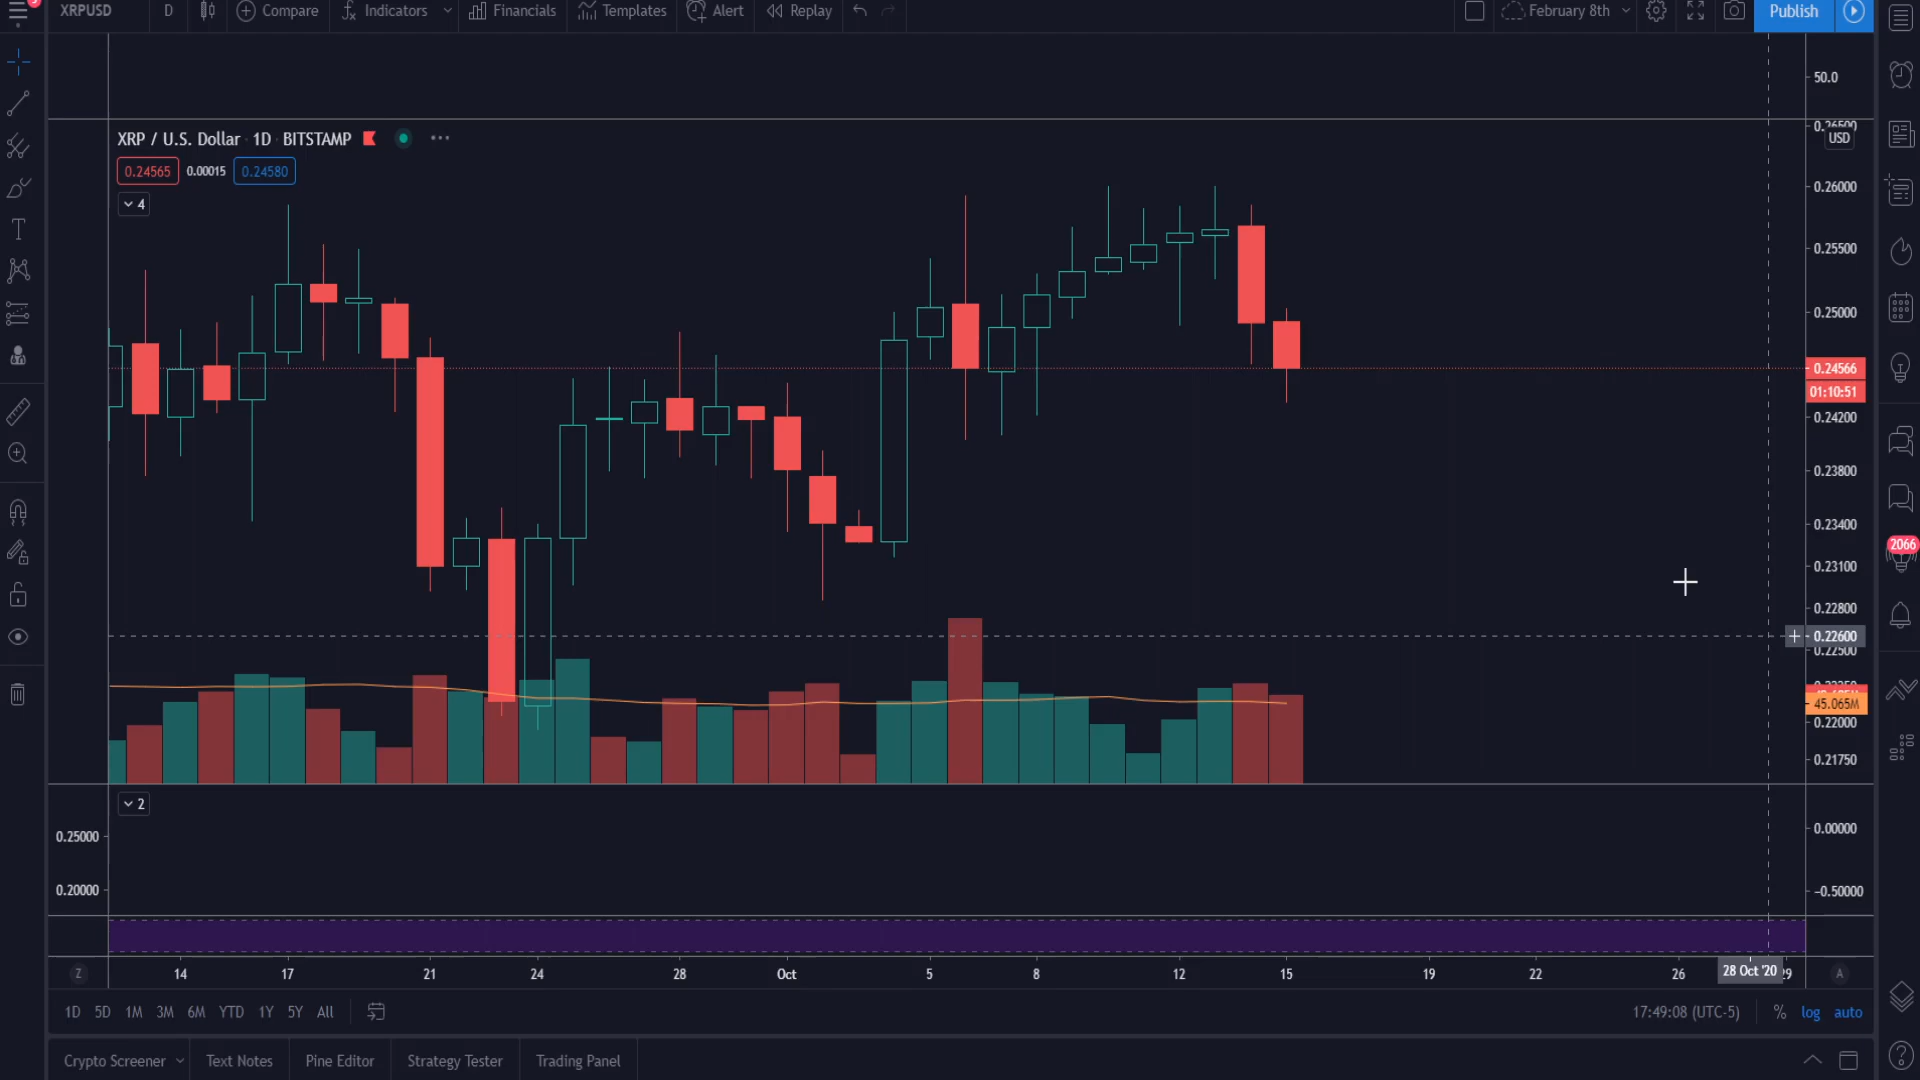 XRPUSD D Compare Indicators Financials Templates Alert Replay February 8th Publish
50.0
XRP / U.S. Dollar 1D BITSTAMP
USD
0.24565 0.00015 0.24580
4
0.26500
0.26000
0.25500
0.25000
0.24566
01:10:51
0.24200
0.23800
0.23400
2066
0.23100
0.22800
0.22600
0.22500
45.065M
0.22000
0.21750
2
0.25000 0.00000
0.20000 -0.50000
Z 14 17 21 24 28 Oct 5 8 12 15 19 22 26 28 Oct '20 29 A
1D 5D 1M 3M 6M YTD 1Y 5Y All 17:49:08 (UTC-5) % log auto
Crypto Screener Text Notes Pine Editor Strategy Tester Trading Panel